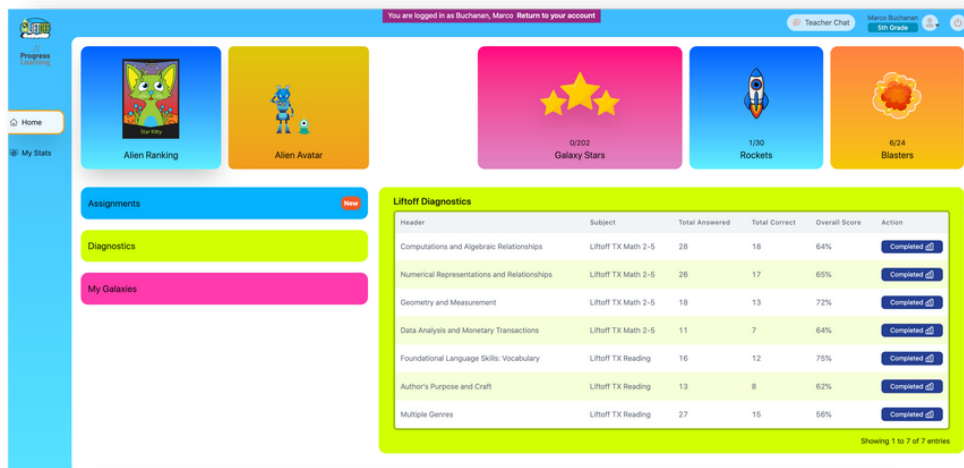 You are logged in as Buchanan, Marco Return to your account
LIFTOFF
Teacher Chat
Marco Buchanan
5th Grade
Progress
Learning
Home
My Stats
Star Kitty
Alien Ranking
Alien Avatar
0/202
Galaxy Stars
1/30
Rockets
6/24
Blasters
Assignments
New
Diagnostics
My Galaxies
Liftoff Diagnostics
Header Subject Total Answered Total Correct Overall Score Action
Computations and Algebraic Relationships Liftoff TX Math 2-5 28 18 64% Completed
Numerical Representations and Relationships Liftoff TX Math 2-5 26 17 65% Completed
Geometry and Measurement Liftoff TX Math 2-5 18 13 72% Completed
Data Analysis and Monetary Transactions Liftoff TX Math 2-5 11 7 64% Completed
Foundational Language Skills: Vocabulary Liftoff TX Reading 16 12 75% Completed
Author's Purpose and Craft Liftoff TX Reading 13 8 62% Completed
Multiple Genres Liftoff TX Reading 27 15 56% Completed
Showing 1 to 7 of 7 entries